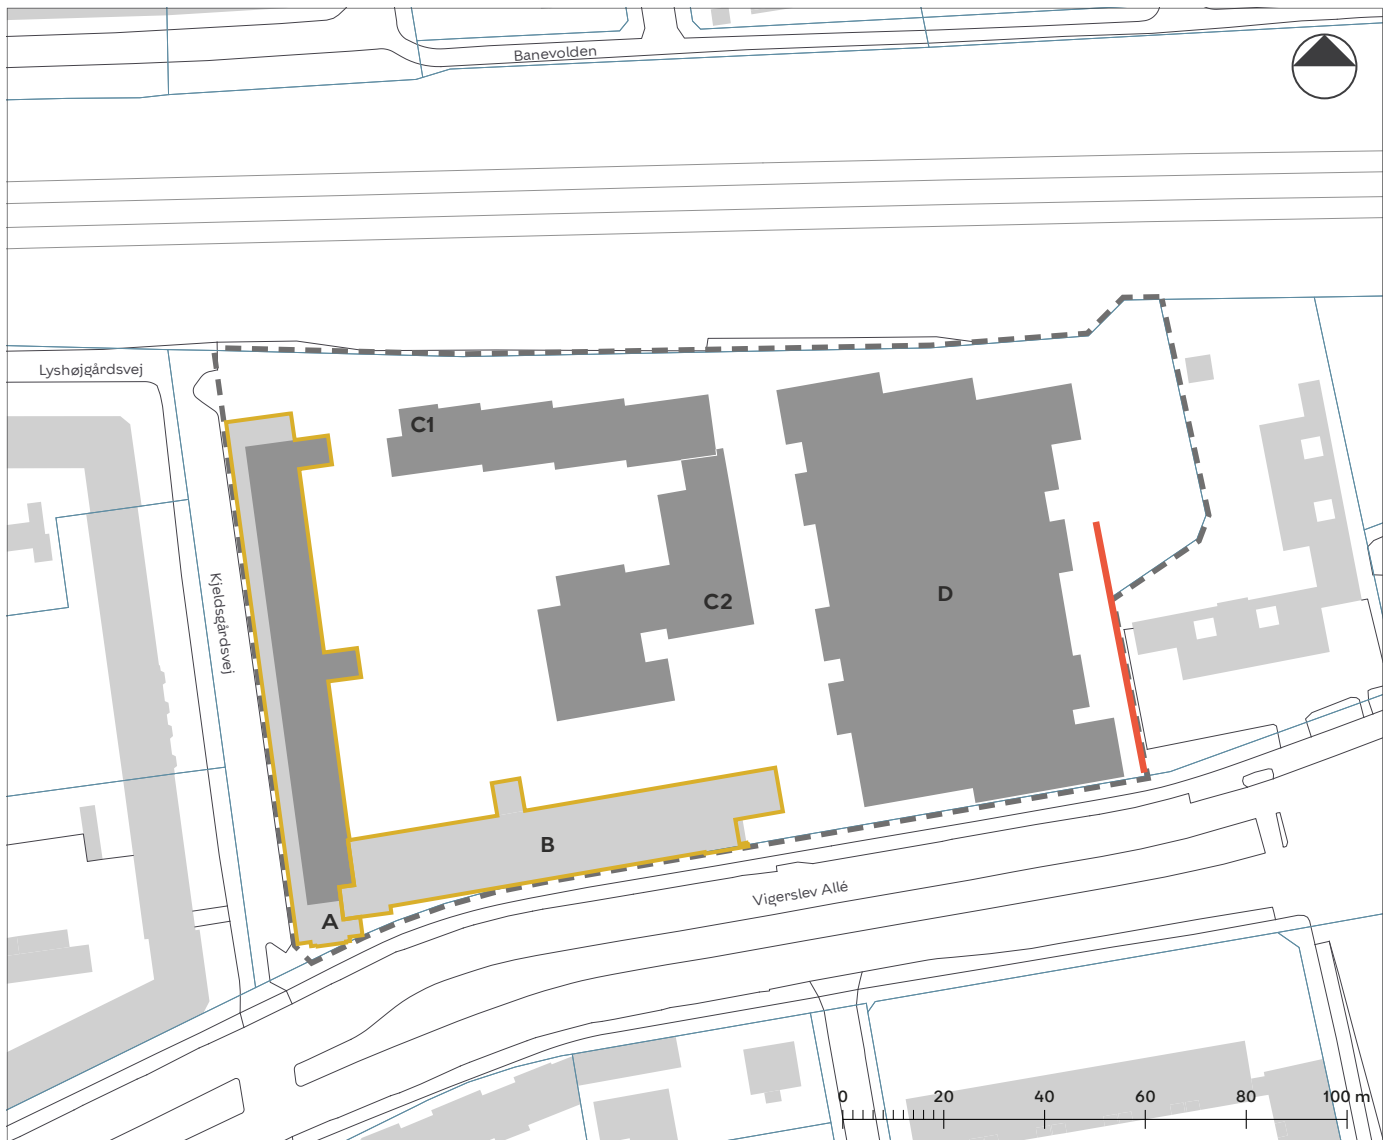 Banevolden
Lyshøjgårdsvej
C1
Kjeldsgårdsvej
C2
D
B
Vigerslev Allé
A
0 20 40 60 80 100 m